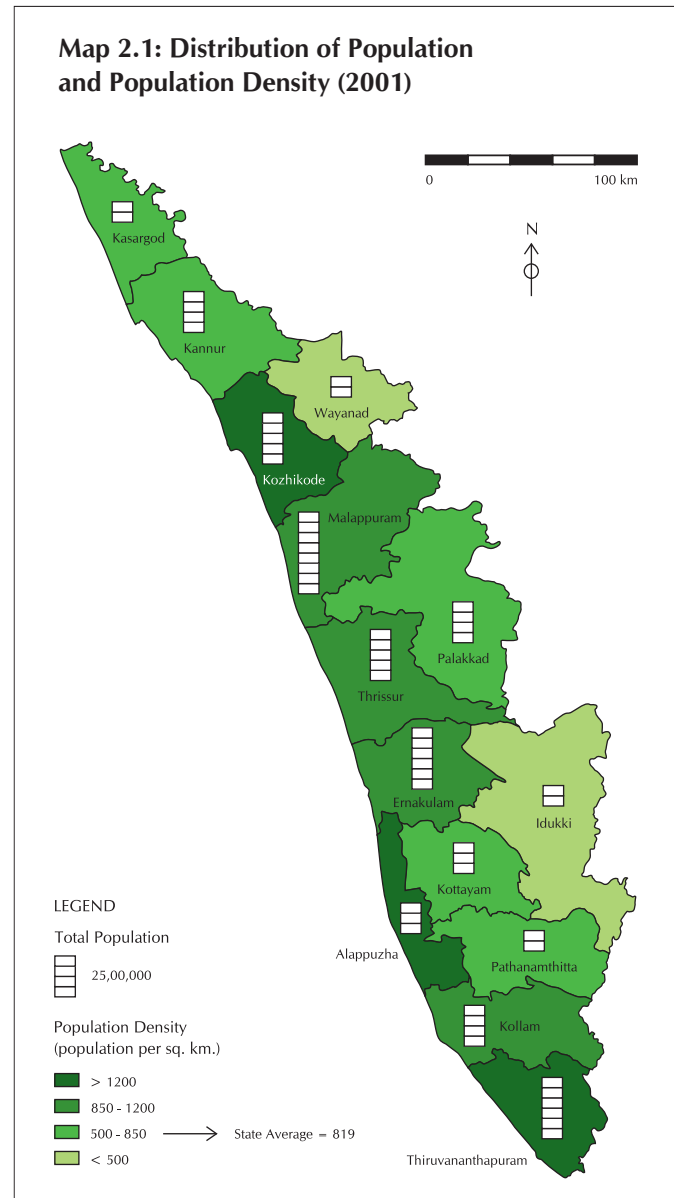 Map 2.1: Distribution of Population
and Population Density (2001)
0 100 km
N
Kasargod
Kannur
Wayanad
Kozhikode
Malappuram
Palakkad
Thrissur
Ernakulam
Idukki
Kottayam
Alappuzha
Pathanamthitta
Kollam
Thiruvananthapuram
LEGEND
Total Population
25,00,000
Population Density
(population per sq. km.)
> 1200
850 - 1200
500 - 850 State Average = 819
< 500